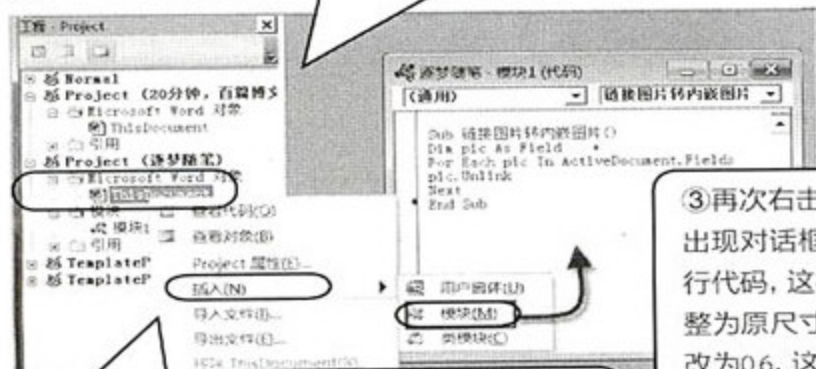 工程 - Project
Normal
Project (20分钟，百篇博文
Microsoft Word 对象
ThisDocument
引用
Project (逐梦随笔)
Microsoft Word 对象
模块
模块1
引用
TemplateP
TemplateP
查看代码(O)
查看对象(B)
Project 属性(E)...
插入(N)
导入文件(I)...
导出文件(E)...
ThisDocument(R)...
用户窗体(U)
模块(M)
类模块(C)
逐梦随笔 - 模块1 (代码)
(通用)
链接图片转内嵌图片
Sub 链接图片转内嵌图片()
Dim pic As Field
For Each pic In ActiveDocument.Fields
pic.Unlink
Next
End Sub
③再次右击
出现对话框
行代码，这
整为原尺寸
改为0.6，这